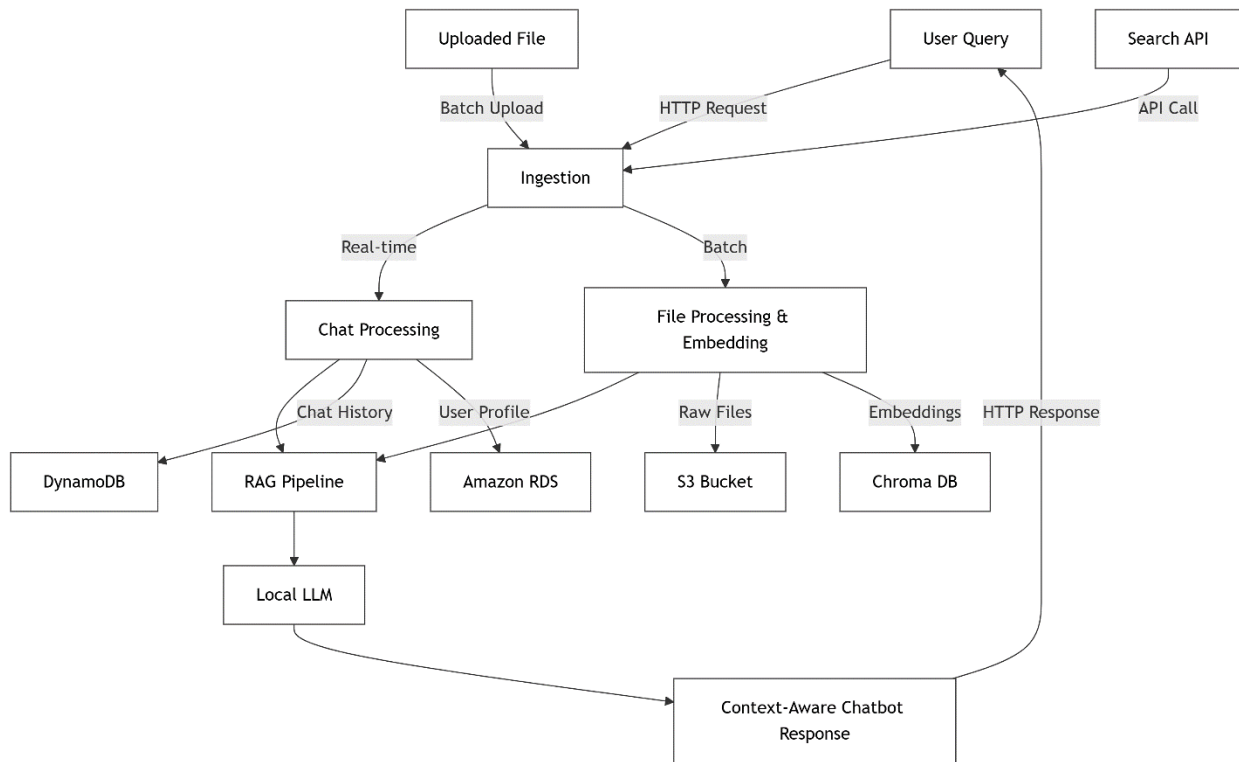 Uploaded File
User Query
Search API
Batch Upload
HTTP Request
API Call
Ingestion
Real-time
Batch
Chat Processing
File Processing &
Embedding
Chat History
User Profile
Raw Files
Embeddings
HTTP Response
DynamoDB
RAG Pipeline
Amazon RDS
S3 Bucket
Chroma DB
Local LLM
Context-Aware Chatbot
Response